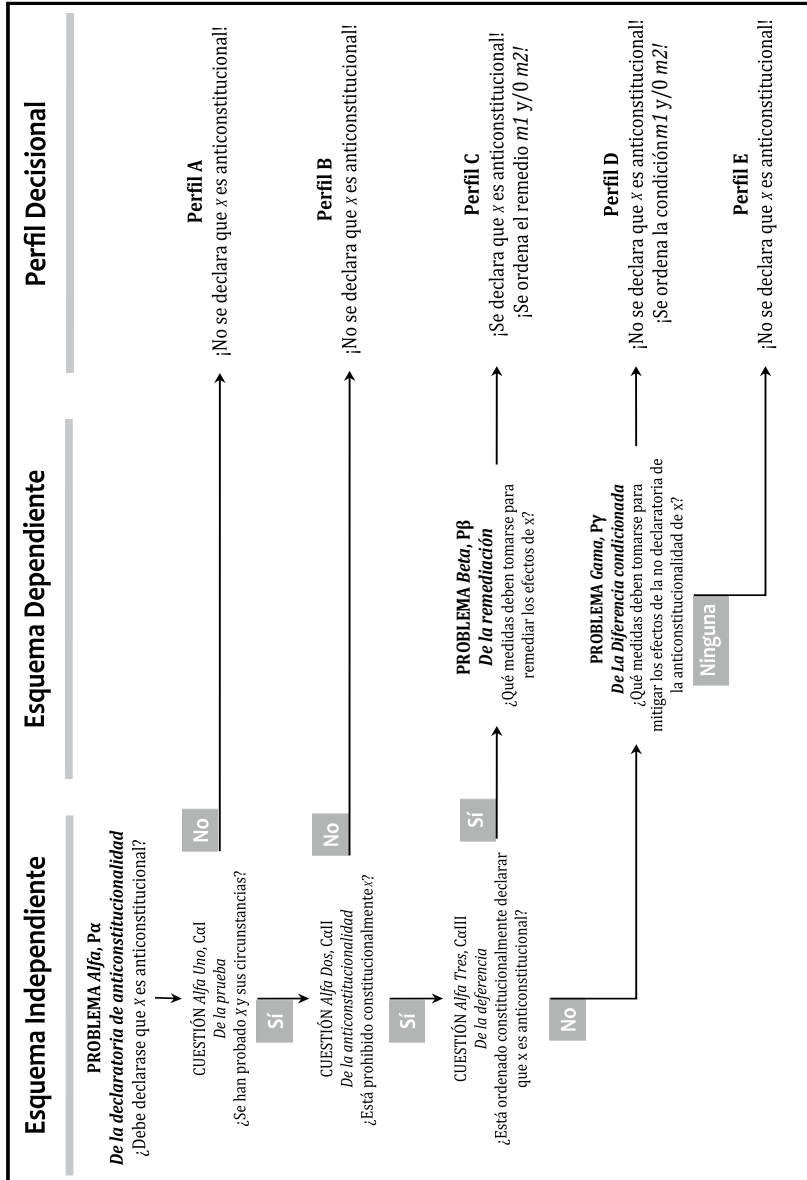 Esquema Independiente
Esquema Dependiente
Perfil Decisional
PROBLEMA Alfa, Pα
De la declaratoria de anticonstitucionalidad
¿Debe declararse que X es anticonstitucional?
CUESTIÓN Alfa Uno, CαI
De la prueba
¿Se han probado X y sus circunstancias?
No
Perfil A
¡No se declara que x es anticonstitucional!
Sí
CUESTIÓN Alfa Dos, CαII
De la anticonstitucionalidad
¿Está prohibido constitucionalmente x?
No
Perfil B
¡No se declara que x es anticonstitucional!
Sí
CUESTIÓN Alfa Tres, CαIII
De la deferencia
¿Está ordenado constitucionalmente declarar
que x es anticonstitucional?
Sí
PROBLEMA Beta, Pβ
De la remediación
¿Qué medidas deben tomarse para
remediar los efectos de x?
Perfil C
¡Se declara que x es anticonstitucional!
¡Se ordena el remedio m1 y/0 m2!
No
PROBLEMA Gama, Pγ
De La Diferencia condicionada
¿Qué medidas deben tomarse para
mitigar los efectos de la no declaratoria de
la anticonstitucionalidad de x?
Perfil D
¡No se declara que x es anticonstitucional!
¡Se ordena la condición m1 y/0 m2!
Ninguna
Perfil E
¡No se declara que x es anticonstitucional!